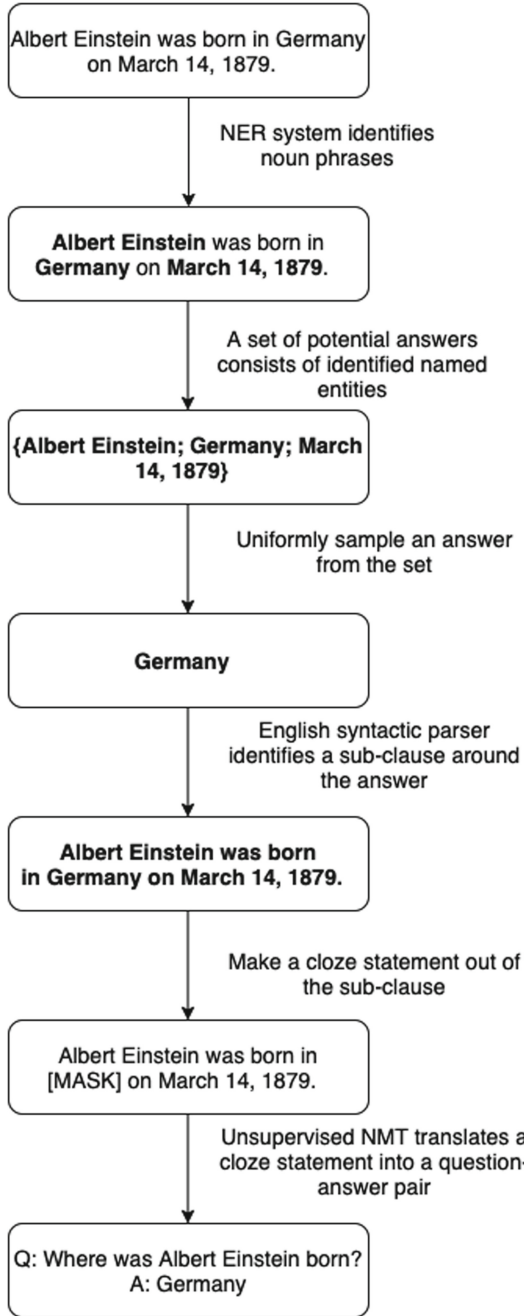 Albert Einstein was born in Germany
on March 14, 1879.
NER system identifies
noun phrases
Albert Einstein was born in
Germany on March 14, 1879.
A set of potential answers
consists of identified named
entities
{Albert Einstein; Germany; March
14, 1879}
Uniformly sample an answer
from the set
Germany
English syntactic parser
identifies a sub-clause around
the answer
Albert Einstein was born
in Germany on March 14, 1879.
Make a cloze statement out of
the sub-clause
Albert Einstein was born in
[MASK] on March 14, 1879.
Unsupervised NMT translates a
cloze statement into a question-
answer pair
Q: Where was Albert Einstein born?
A: Germany